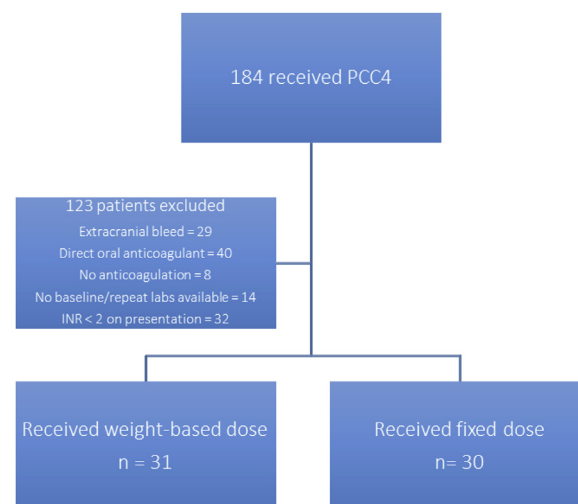 184 received PCC4
123 patients excluded
Extracranial bleed = 29
Direct oral anticoagulant = 40
No anticoagulation = 8
No baseline/repeat labs available = 14
INR < 2 on presentation = 32
Received weight-based dose
n = 31
Received fixed dose
n= 30